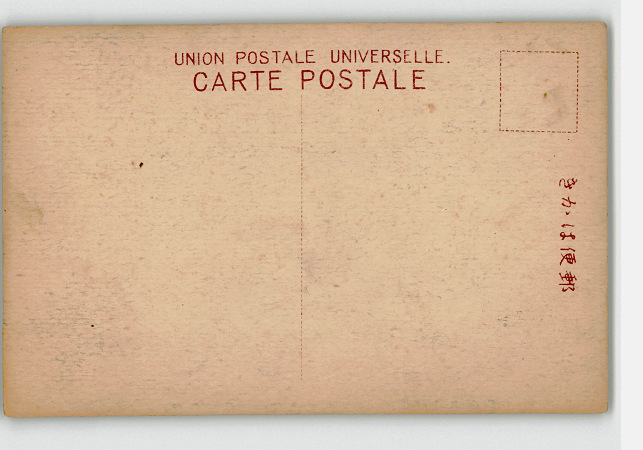 UNION POSTALE UNIVERSELLE.
CARTE POSTALE
きかは便郵